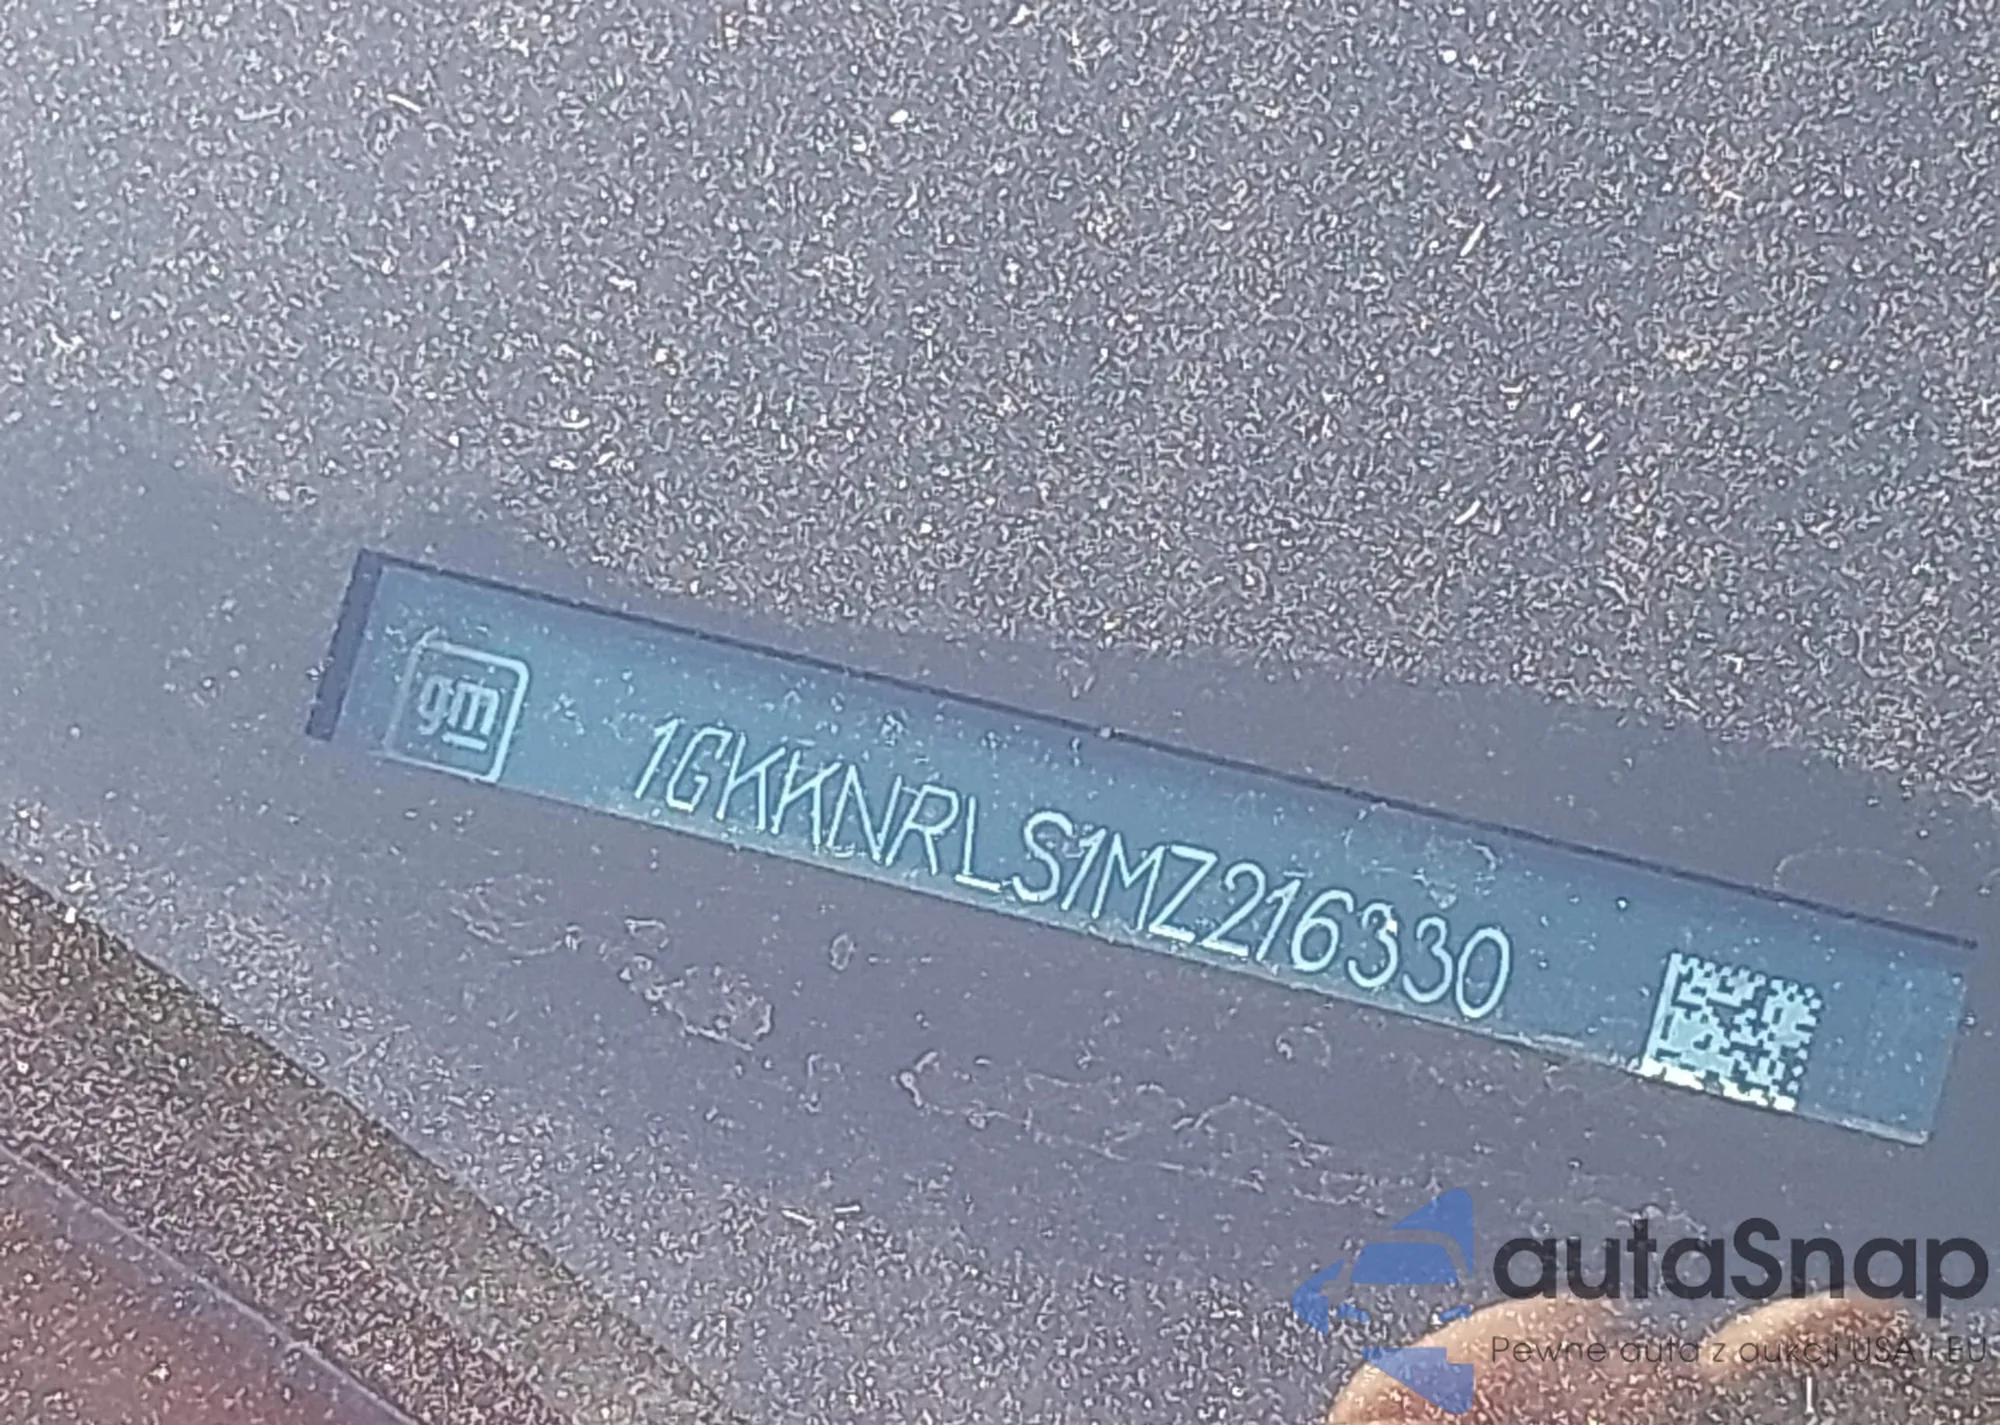 gm
1GKKNRLS1MZ216330
autaSnap
Pewne auta z aukcji USA i EU